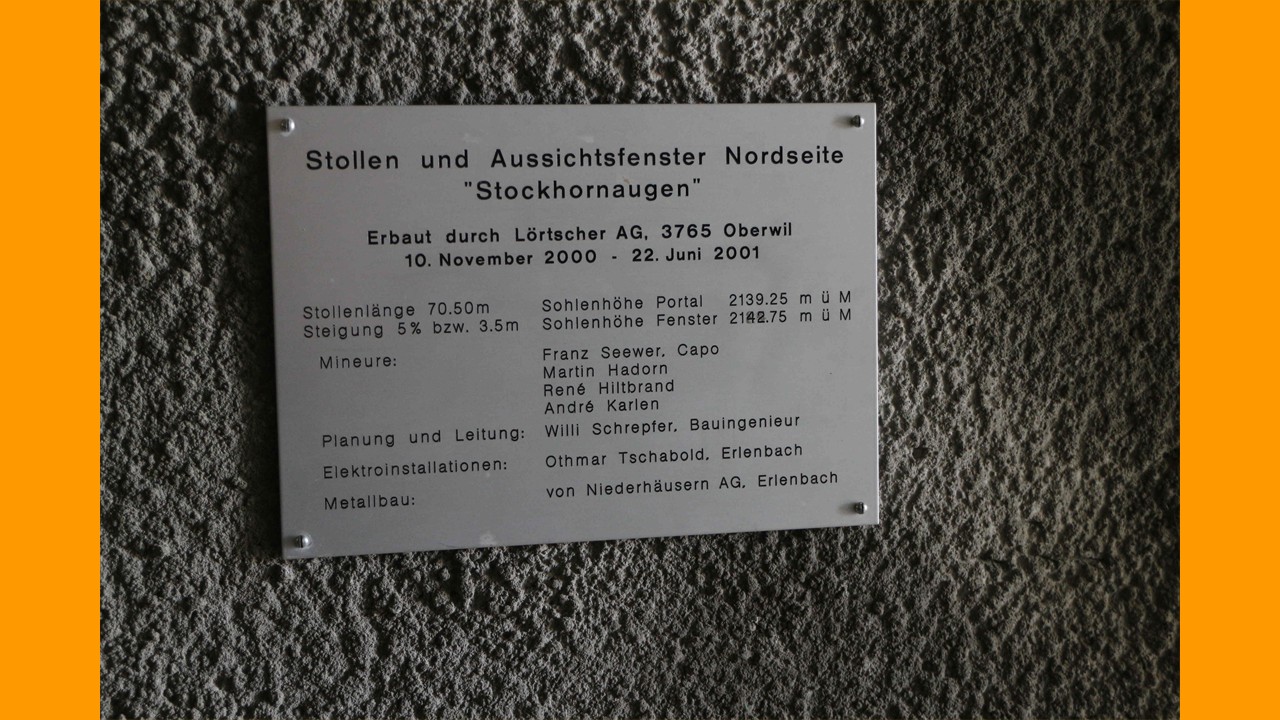 Stollen und Aussichtsfenster Nordseite
"Stockhornaugen"
Erbaut durch Lörtscher AG, 3765 Oberwil
10. November 2000 - 22. Juni 2001
Stollenlänge 70.50m Sohlenhöhe Portal 2139.25 m ü M
Steigung 5% bzw. 3.5m Sohlenhöhe Fenster 2142.75 m ü M
Mineure: Franz Seewer, Capo
Martin Hadorn
René Hiltbrand
André Karlen
Planung und Leitung: Willi Schrepfer, Bauingenieur
Elektroinstallationen: Othmar Tschabold, Erlenbach
Metallbau: von Niederhäusern AG, Erlenbach